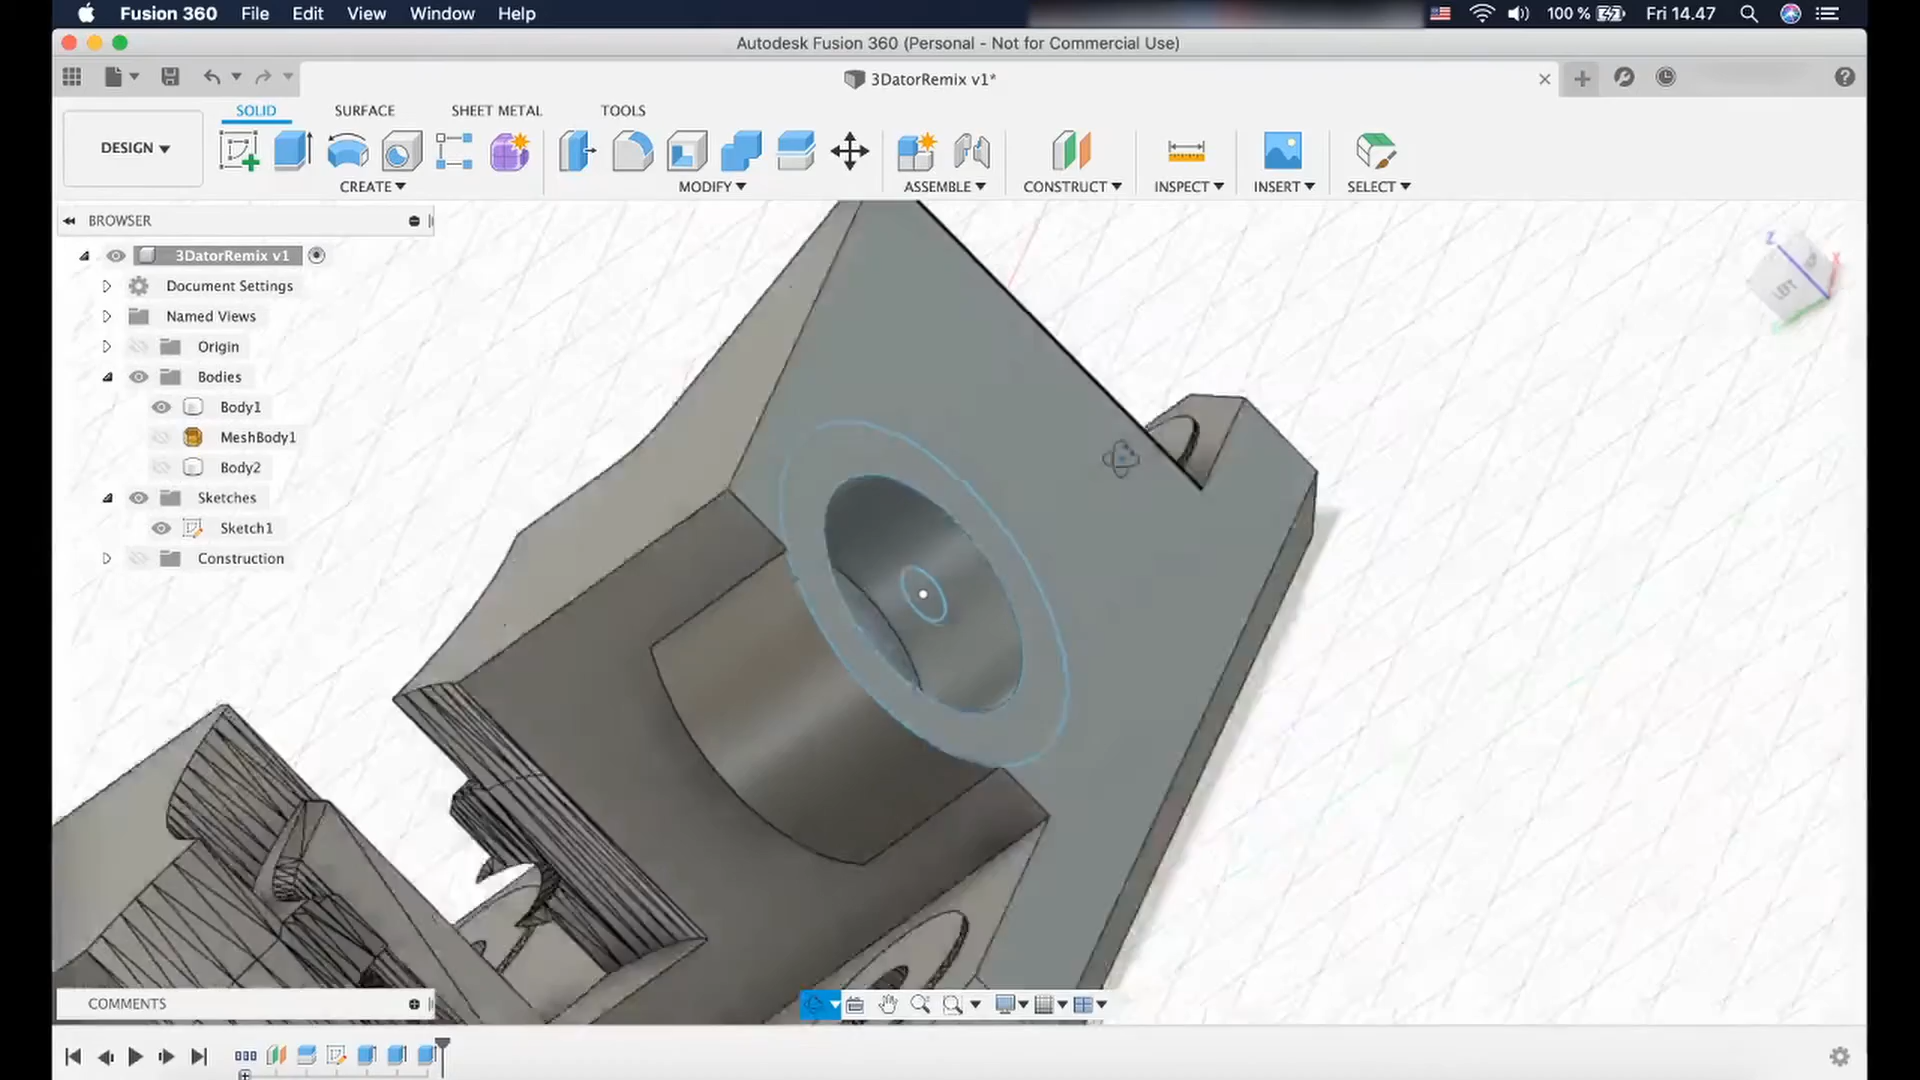 Fusion 360 File Edit View Window Help 100 % Fri 14.47
Autodesk Fusion 360 (Personal - Not for Commercial Use)
3DatorRemix v1*
SOLID SURFACE SHEET METAL TOOLS
DESIGN
CREATE MODIFY ASSEMBLE CONSTRUCT INSPECT INSERT SELECT
BROWSER
3DatorRemix v1
Document Settings
Named Views
Origin
Bodies
Body1
MeshBody1
Body2
Sketches
Sketch1
Construction
Z
X
LEFT
COMMENTS